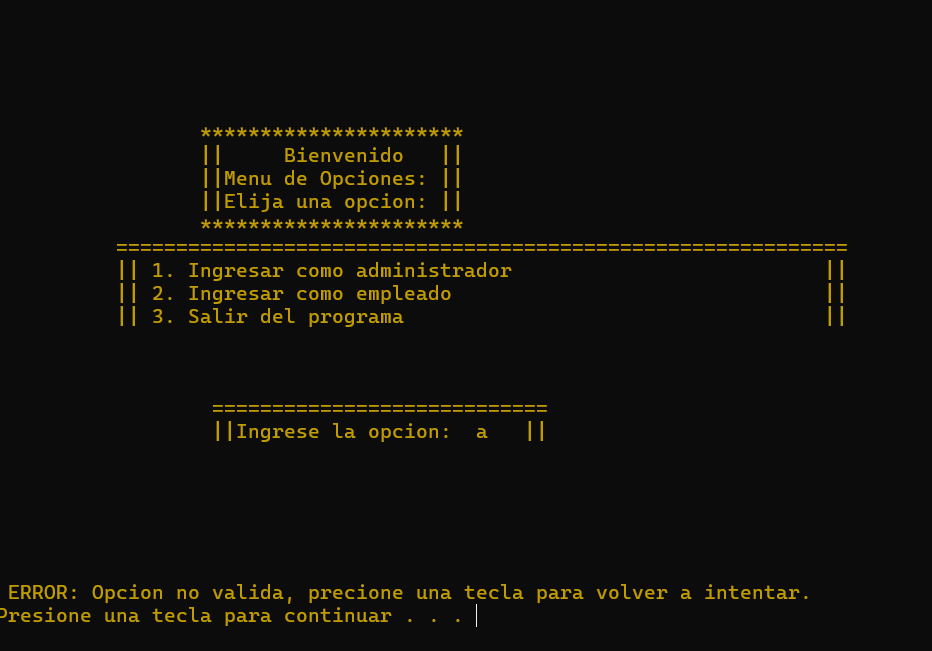 **********************
||     Bienvenido   ||
||Menu de Opciones: ||
||Elija una opcion: ||
**********************
=============================================================
|| 1. Ingresar como administrador                          ||
|| 2. Ingresar como empleado                               ||
|| 3. Salir del programa                                   ||
============================
||Ingrese la opcion:  a   ||
ERROR: Opcion no valida, precione una tecla para volver a intentar.
Presione una tecla para continuar . . .